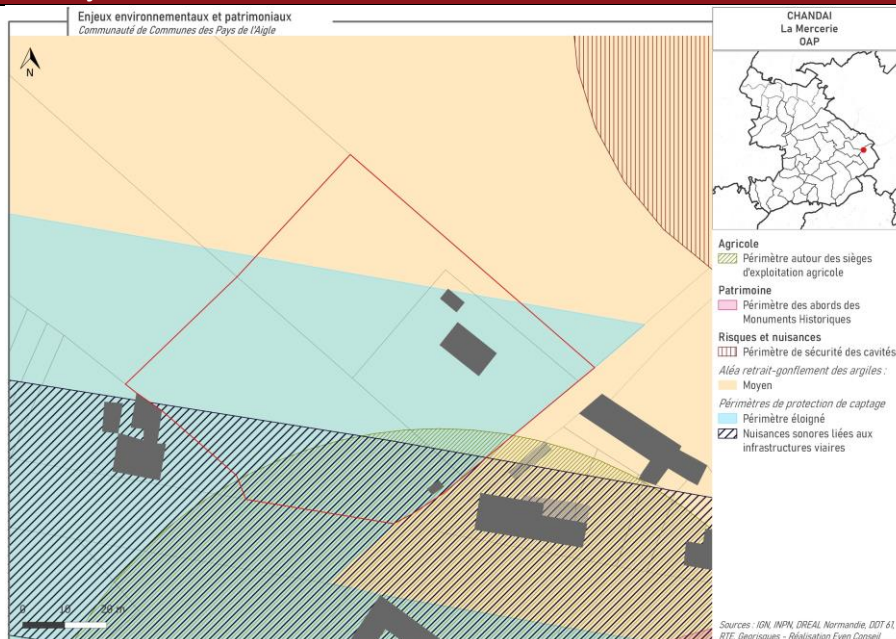 Enjeux environnementaux et patrimoniaux
Communauté de Communes des Pays de l'Aigle
N
0 10 20 m
CHANDAI
La Mercerie
OAP
Agricole
Périmètre autour des sièges
d'exploitation agricole
Patrimoine
Périmètre des abords des
Monuments Historiques
Risques et nuisances
Périmètre de sécurité des cavités
Aléa retrait-gonflement des argiles :
Moyen
Périmètres de protection de captage
Périmètre éloigné
Nuisances sonores liées aux
infrastructures viaires
Sources : IGN, INPN, DREAL Normandie, DDT 61,
RTE, Georisques - Réalisation Even Conseil